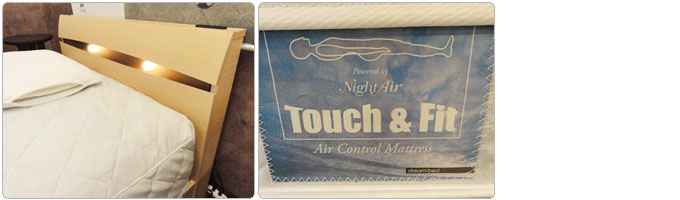 Powered by
NightAir
Touch & Fit
Air Control Mattress
dream bed